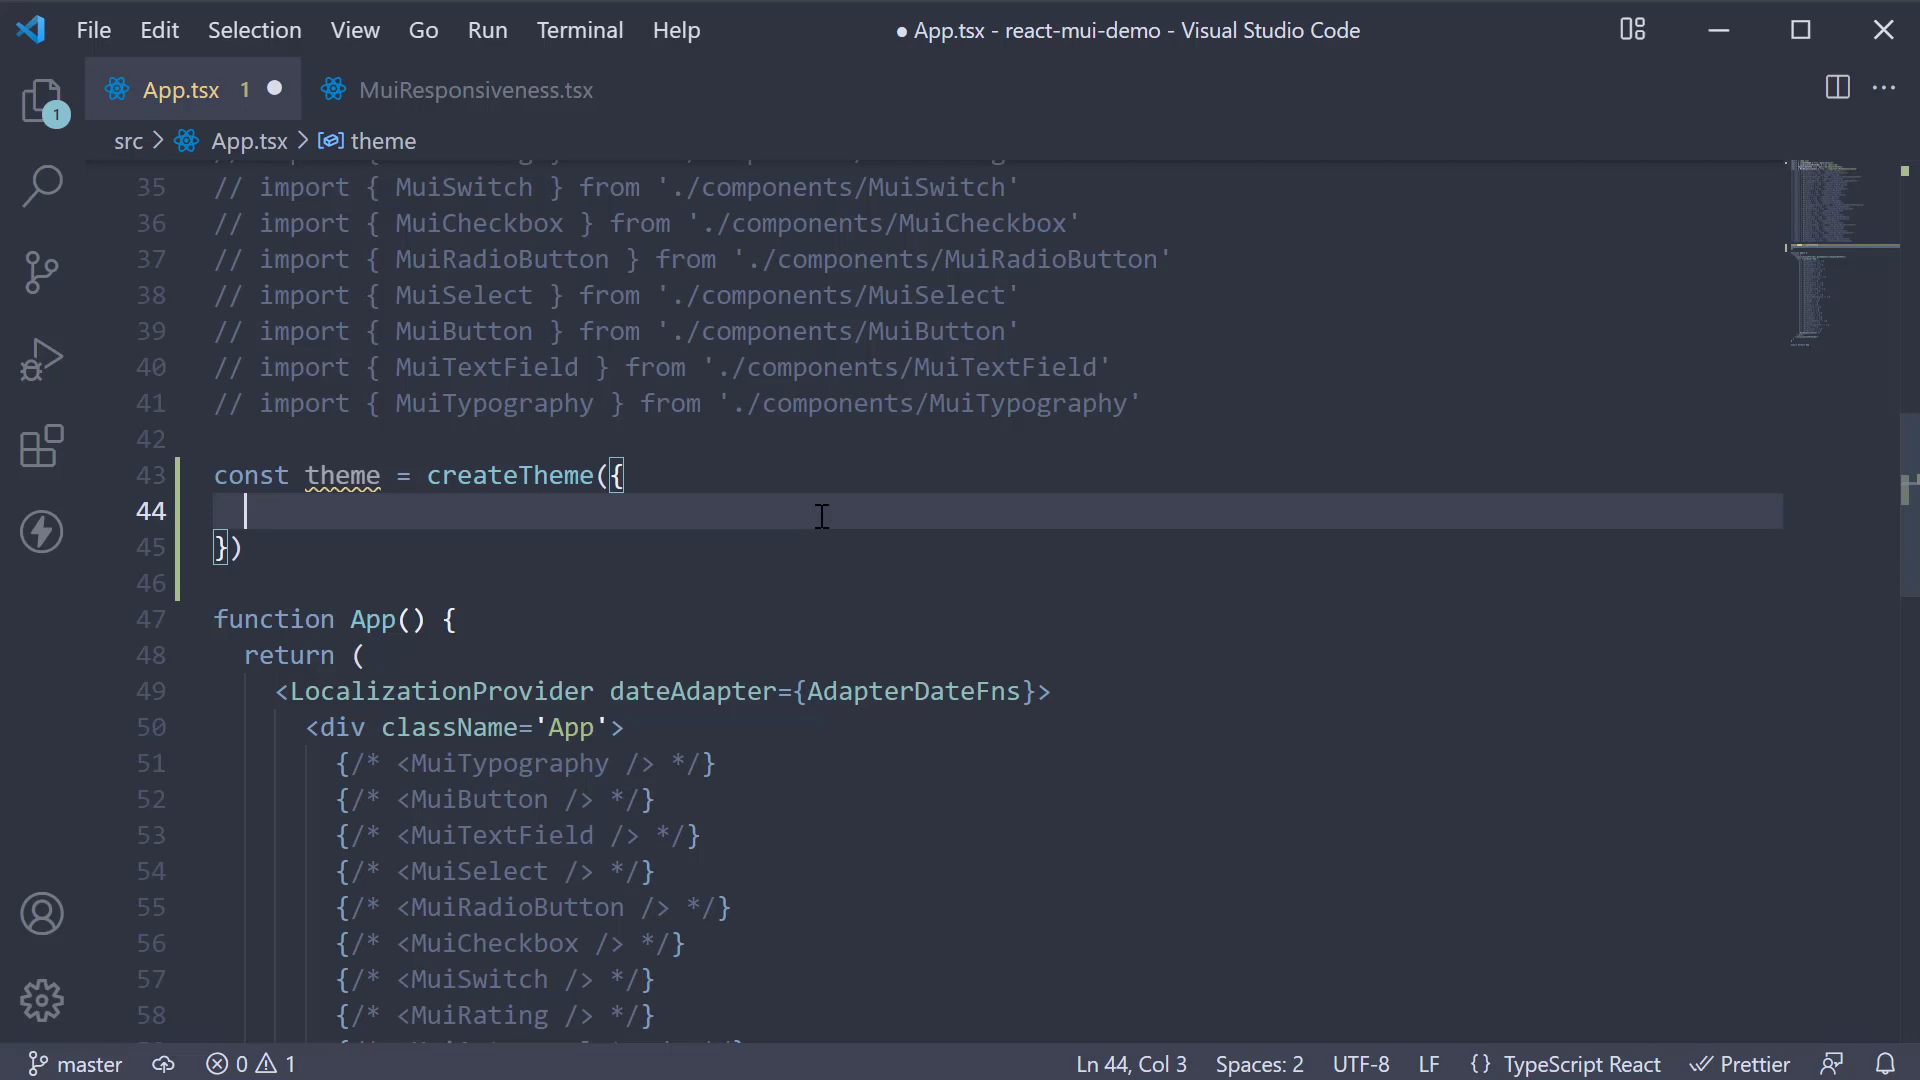 File Edit Selection View Go Run Terminal Help
● App.tsx - react-mui-demo - Visual Studio Code
App.tsx 1 ●
MuiResponsiveness.tsx
1
src > App.tsx > theme
35 // import { MuiSwitch } from './components/MuiSwitch'
36 // import { MuiCheckbox } from './components/MuiCheckbox'
37 // import { MuiRadioButton } from './components/MuiRadioButton'
38 // import { MuiSelect } from './components/MuiSelect'
39 // import { MuiButton } from './components/MuiButton'
40 // import { MuiTextField } from './components/MuiTextField'
41 // import { MuiTypography } from './components/MuiTypography'
42
43 const theme = createTheme({
44
45 })
46
47 function App() {
48 return (
49 <LocalizationProvider dateAdapter={AdapterDateFns}>
50 <div className='App'>
51 {/* <MuiTypography /> */}
52 {/* <MuiButton /> */}
53 {/* <MuiTextField /> */}
54 {/* <MuiSelect /> */}
55 {/* <MuiRadioButton /> */}
56 {/* <MuiCheckbox /> */}
57 {/* <MuiSwitch /> */}
58 {/* <MuiRating /> */}
master 0 1 Ln 44, Col 3 Spaces: 2 UTF-8 LF {} TypeScript React Prettier